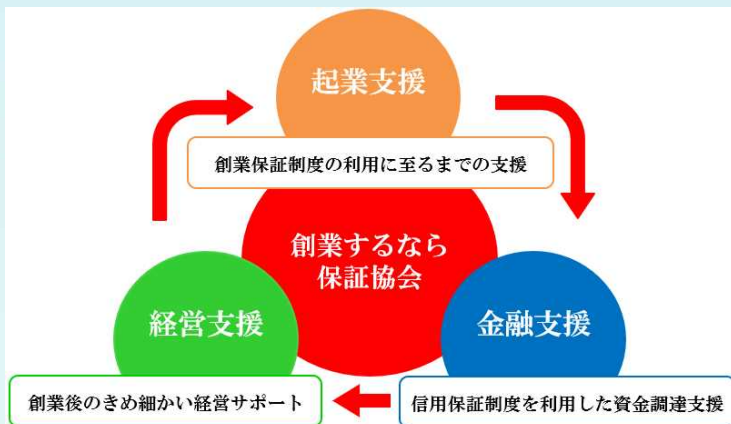 起業支援
創業保証制度の利用に至るまでの支援
創業するなら
保証協会
経営支援
金融支援
創業後のきめ細かい経営サポート
信用保証制度を利用した資金調達支援